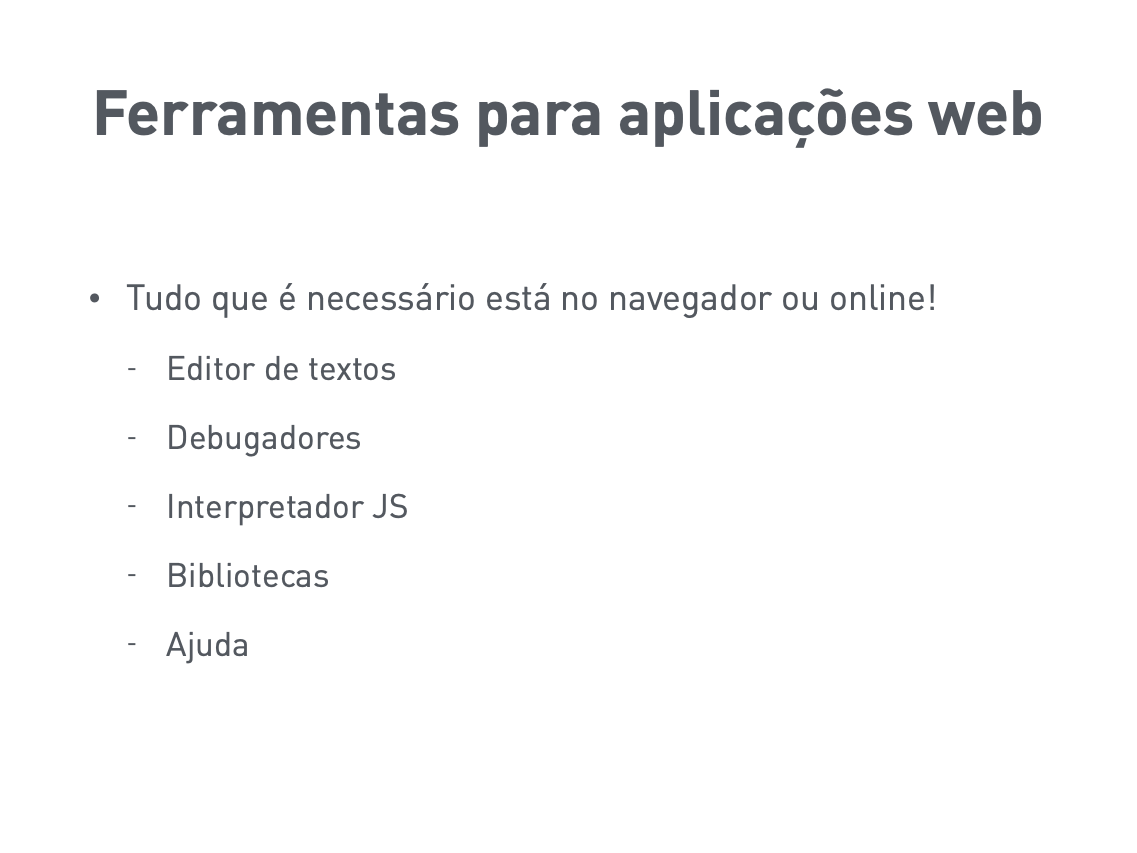 Ferramentas para aplicações web
• Tudo que é necessário está no navegador ou online!
- Editor de textos
- Debugadores
- Interpretador JS
- Bibliotecas
- Ajuda